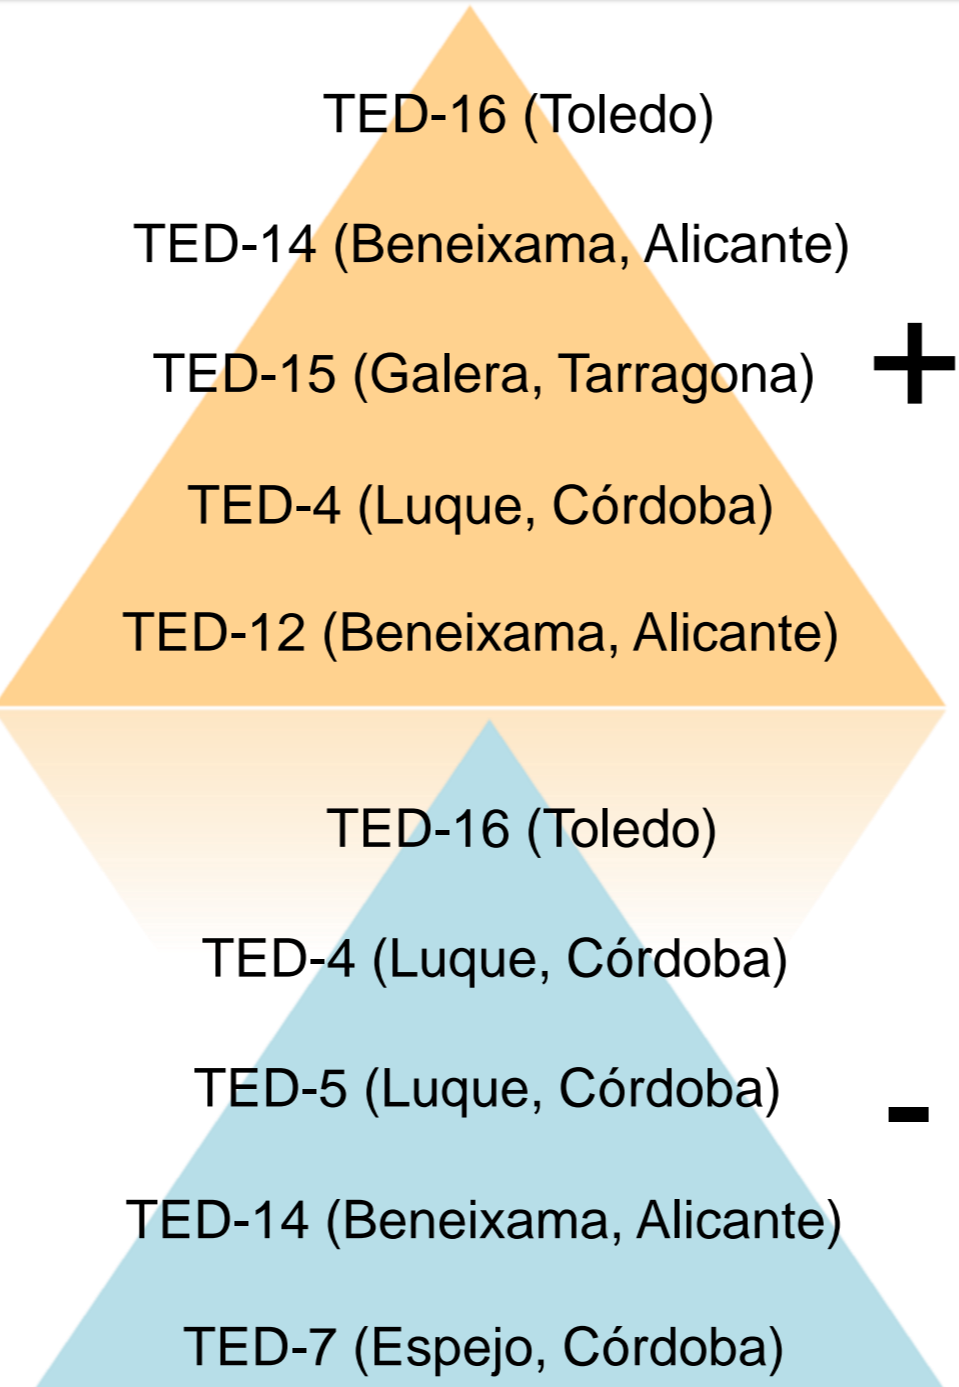 TED-16 (Toledo)
TED-14 (Beneixama, Alicante)
TED-15 (Galera, Tarragona)
+
TED-4 (Luque, Córdoba)
TED-12 (Beneixama, Alicante)
TED-16 (Toledo)
TED-4 (Luque, Córdoba)
TED-5 (Luque, Córdoba)
-
TED-14 (Beneixama, Alicante)
TED-7 (Espejo, Córdoba)